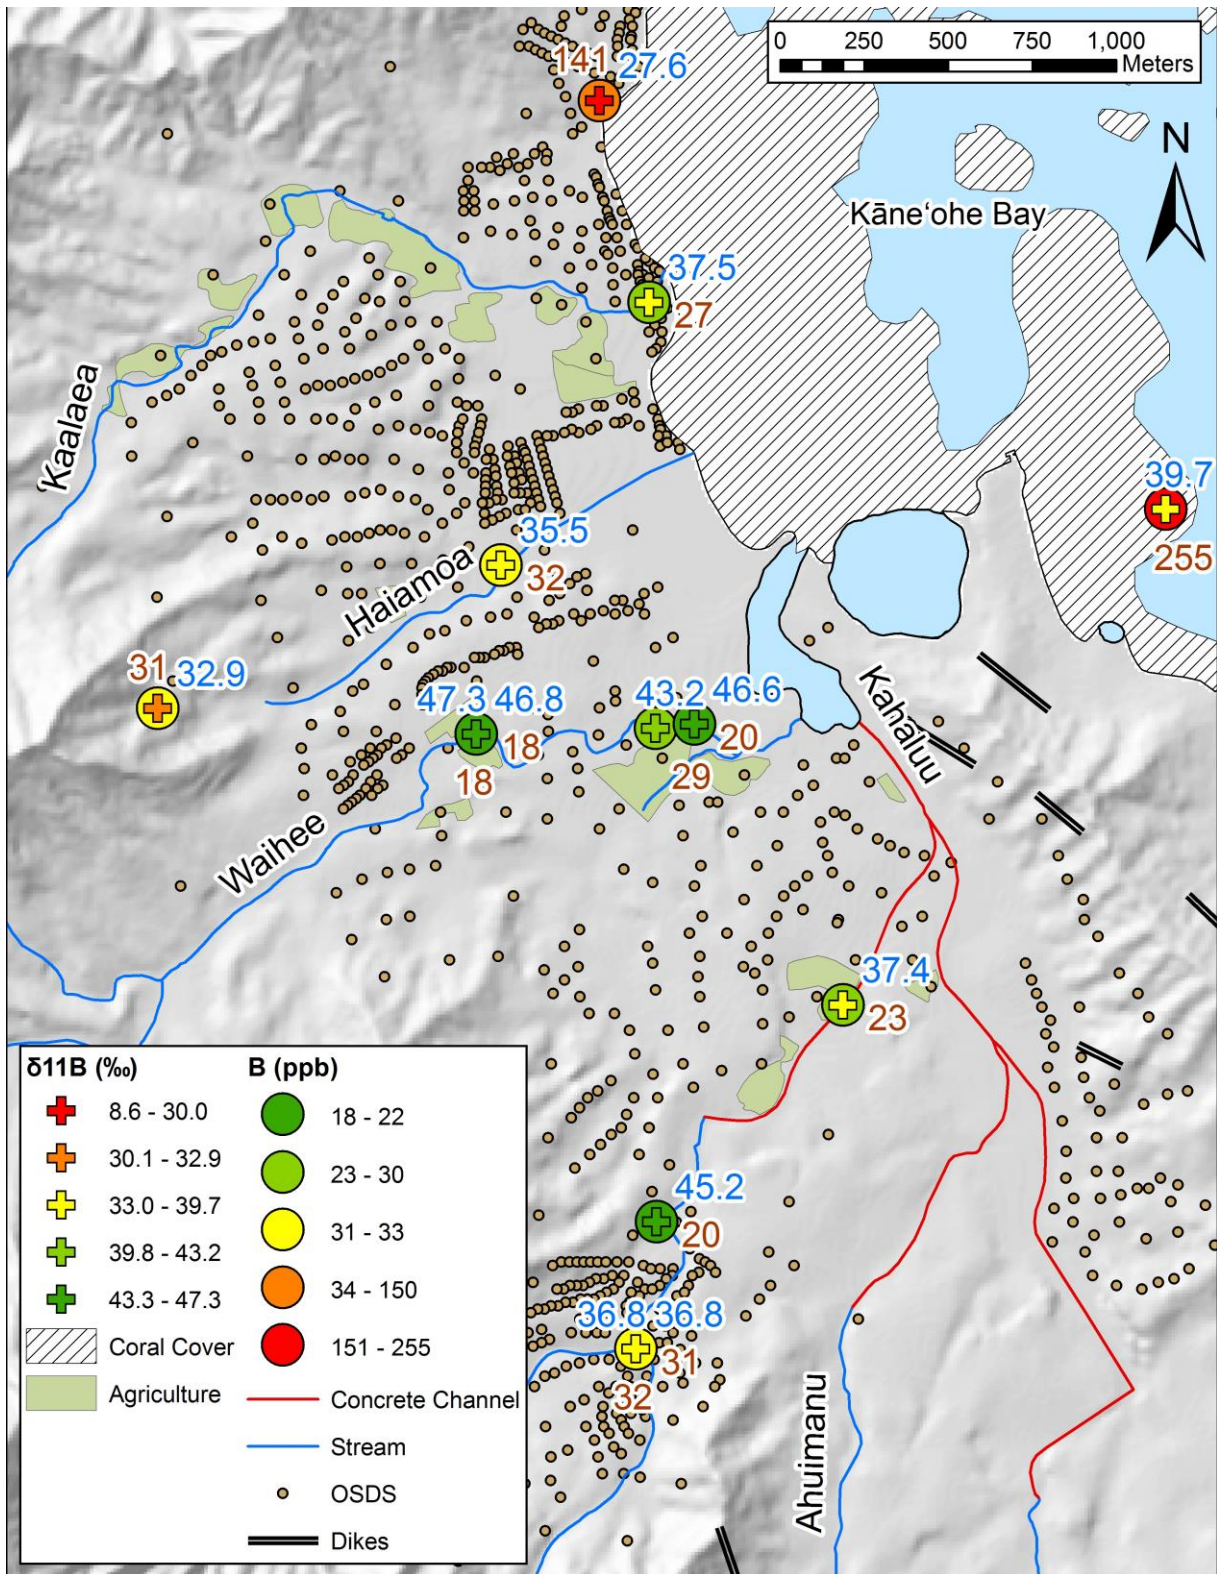 0 250 500 750 1,000
Meters
141 27.6
N
Kāneʻohe Bay
37.5
27
Kaalaea
39.7
255
35.5
32
Haiamoa
31 32.9
47.3 46.8
18
18
43.2 46.6
20
29
Kahaluu
Waihee
37.4
23
45.2
20
36.8 36.8
31
32
Ahuimanu
δ11B (‰)
8.6 - 30.0
30.1 - 32.9
33.0 - 39.7
39.8 - 43.2
43.3 - 47.3
Coral Cover
Agriculture
B (ppb)
18 - 22
23 - 30
31 - 33
34 - 150
151 - 255
Concrete Channel
Stream
OSDS
Dikes